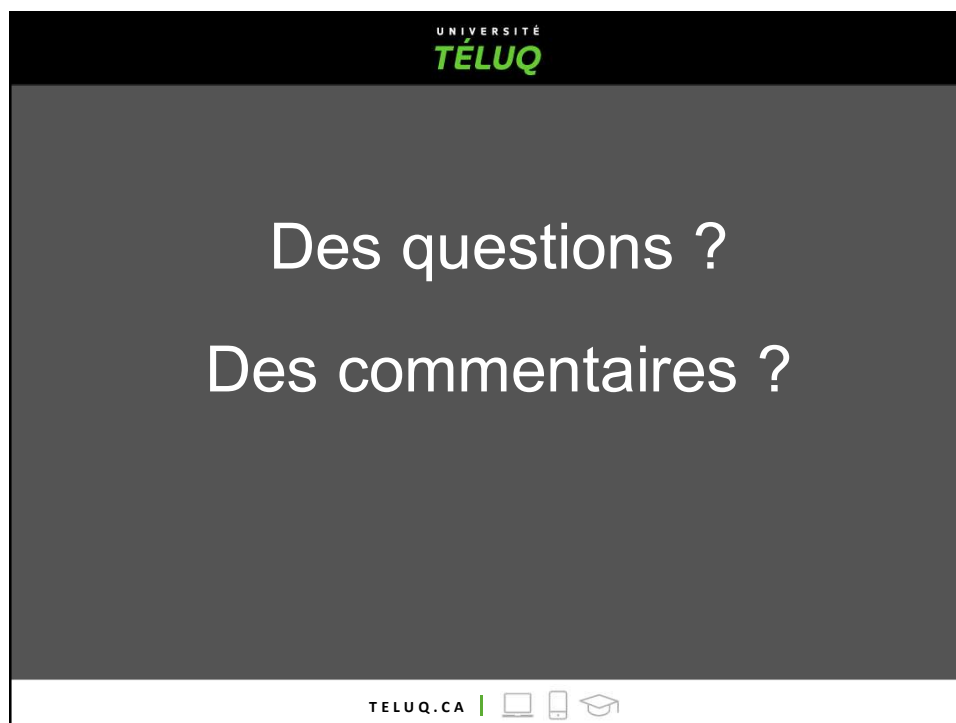 UNIVERSITÉ
TÉLUQ
Des questions ?
Des commentaires ?
TELUQ.CA